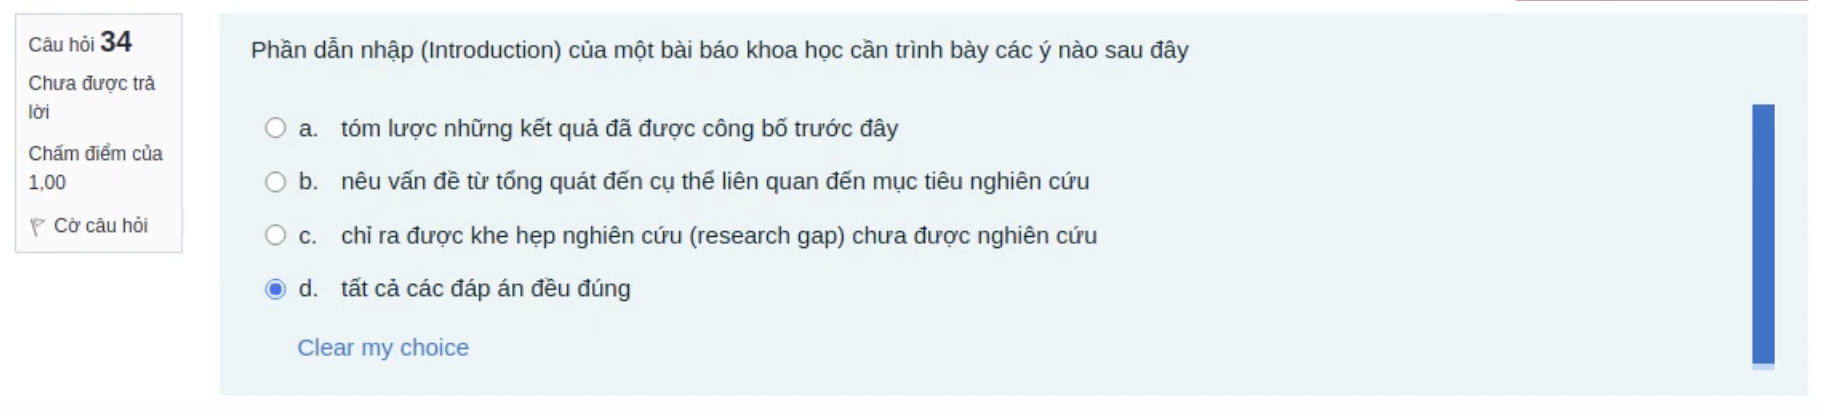 Câu hỏi 34
Chưa được trả
lời
Chấm điểm của
1,00
Cờ câu hỏi
Phần dẫn nhập (Introduction) của một bài báo khoa học cần trình bày các ý nào sau đây
a. tóm lược những kết quả đã được công bố trước đây
b. nêu vấn đề từ tổng quát đến cụ thể liên quan đến mục tiêu nghiên cứu
c. chỉ ra được khe hẹp nghiên cứu (research gap) chưa được nghiên cứu
d. tất cả các đáp án đều đúng
Clear my choice